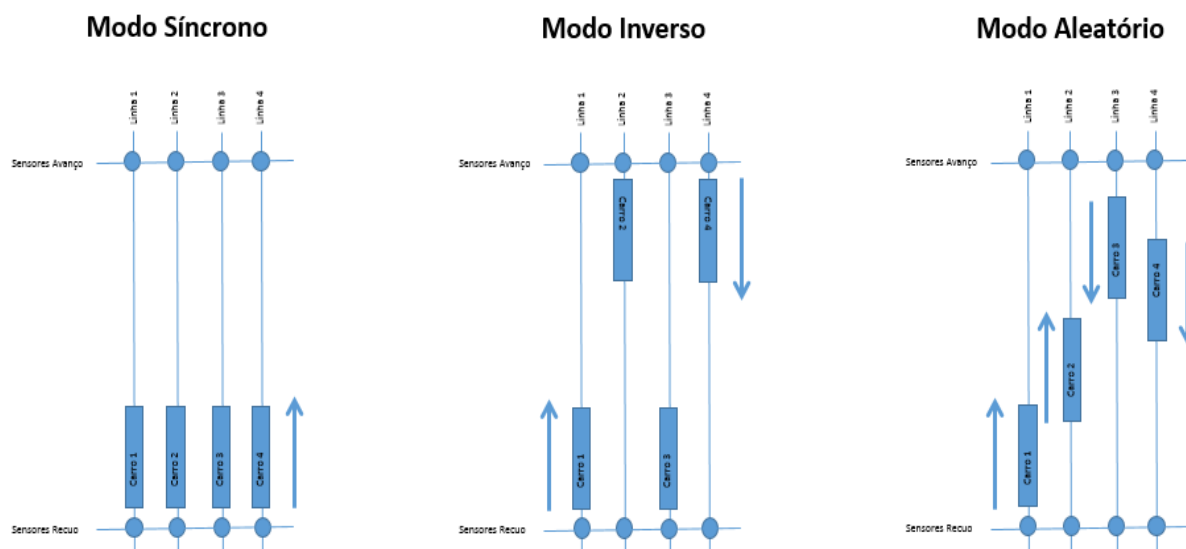 Modo Síncrono
Linha 1
Linha 2
Linha 3
Linha 4
Sensores Avanço
Carro 1
Carro 2
Carro 3
Carro 4
Sensores Recuo
Modo Inverso
Linha 1
Linha 2
Linha 3
Linha 4
Sensores Avanço
Carro 2
Carro 4
Carro 1
Carro 3
Sensores Recuo
Modo Aleatório
Linha 1
Linha 2
Linha 3
Linha 4
Sensores Avanço
Carro 3
Carro 4
Carro 2
Carro 1
Sensores Recuo